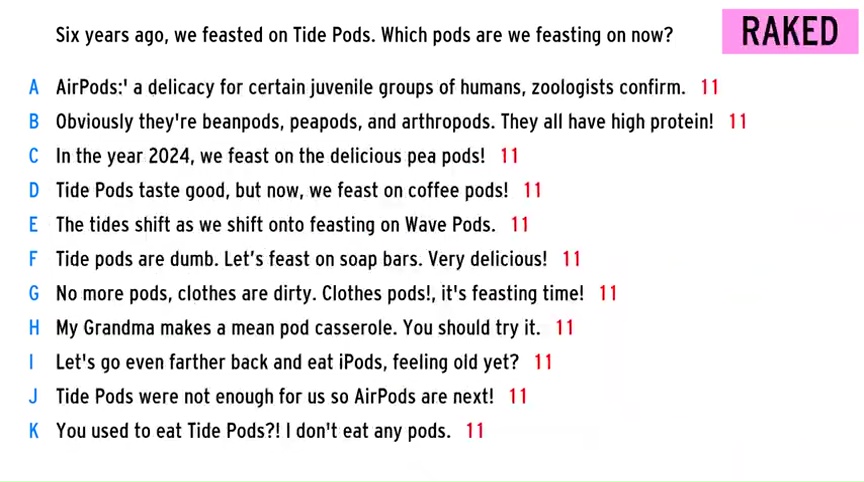 Six years ago, we feasted on Tide Pods. Which pods are we feasting on now?
RAKED
A AirPods:' a delicacy for certain juvenile groups of humans, zoologists confirm. 11
B Obviously they're beanpods, peapods, and arthropods. They all have high protein! 11
C In the year 2024, we feast on the delicious pea pods! 11
D Tide Pods taste good, but now, we feast on coffee pods! 11
E The tides shift as we shift onto feasting on Wave Pods. 11
F Tide pods are dumb. Let’s feast on soap bars. Very delicious! 11
G No more pods, clothes are dirty. Clothes pods!, it's feasting time! 11
H My Grandma makes a mean pod casserole. You should try it. 11
I Let's go even farther back and eat iPods, feeling old yet? 11
J Tide Pods were not enough for us so AirPods are next! 11
K You used to eat Tide Pods?! I don't eat any pods. 11